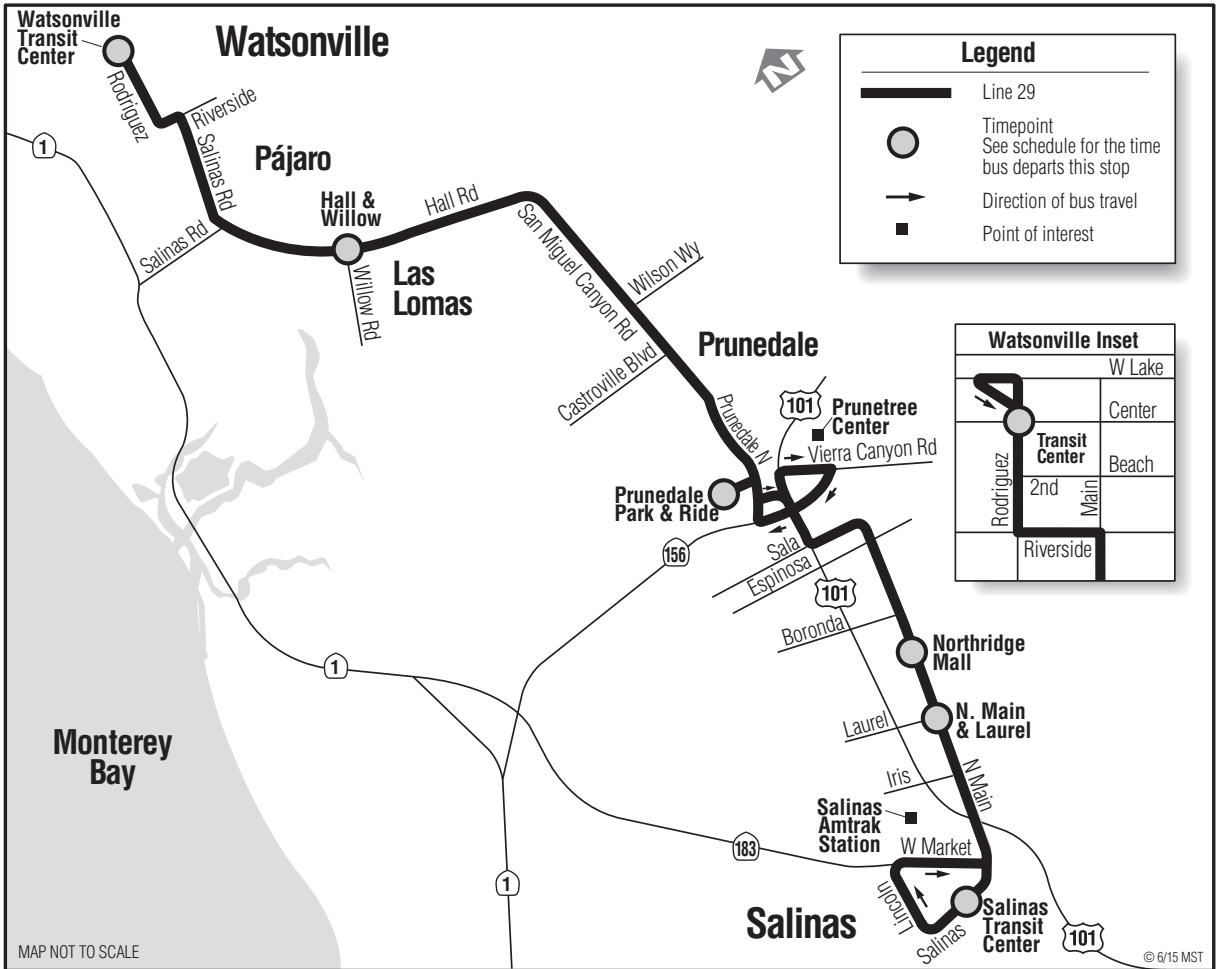 Watsonville
Transit
Center
Watsonville
N
Legend
Line 29
Timepoint
See schedule for the time
bus departs this stop
Direction of bus travel
Point of interest
Rodriguez
Riverside
1
Salinas Rd
Pájaro
Hall &
Willow
Hall Rd
Salinas Rd
Willow Rd
Las
Lomas
San Miguel Canyon Rd
Wilson Wy
Castroville Blvd
Prunedale
Prunedale N
101
Prunetree
Center
Vierra Canyon Rd
Prunedale
Park & Ride
156
Sala
Espinosa
101
Boronda
Watsonville Inset
W Lake
Center
Transit
Center
Beach
Rodriguez
2nd
Main
Riverside
Northridge
Mall
N. Main
& Laurel
Laurel
Iris
N Main
1
Monterey
Bay
Salinas
Amtrak
Station
W Market
183
1
Lincoln
Salinas
Salinas
Salinas
Transit
Center
101
MAP NOT TO SCALE
© 6/15 MST